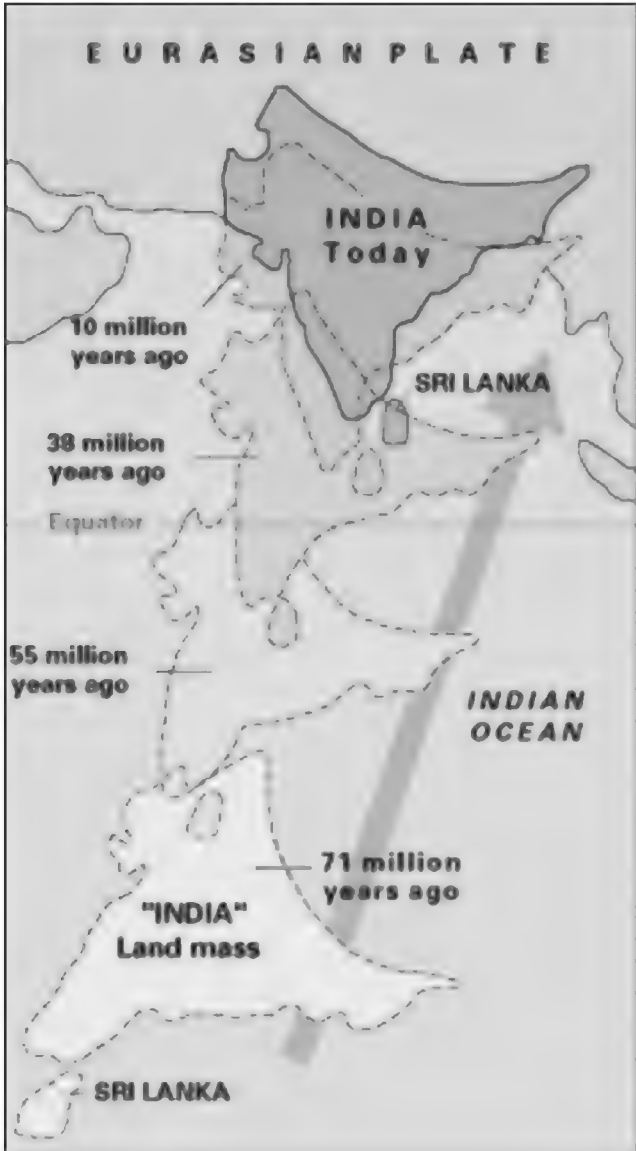 EURASIAN PLATE
INDIA
Today
10 million
years ago
SRI LANKA
38 million
years ago
Equator
55 million
years ago
INDIAN
OCEAN
71 million
years ago
"INDIA"
Land mass
SRI LANKA